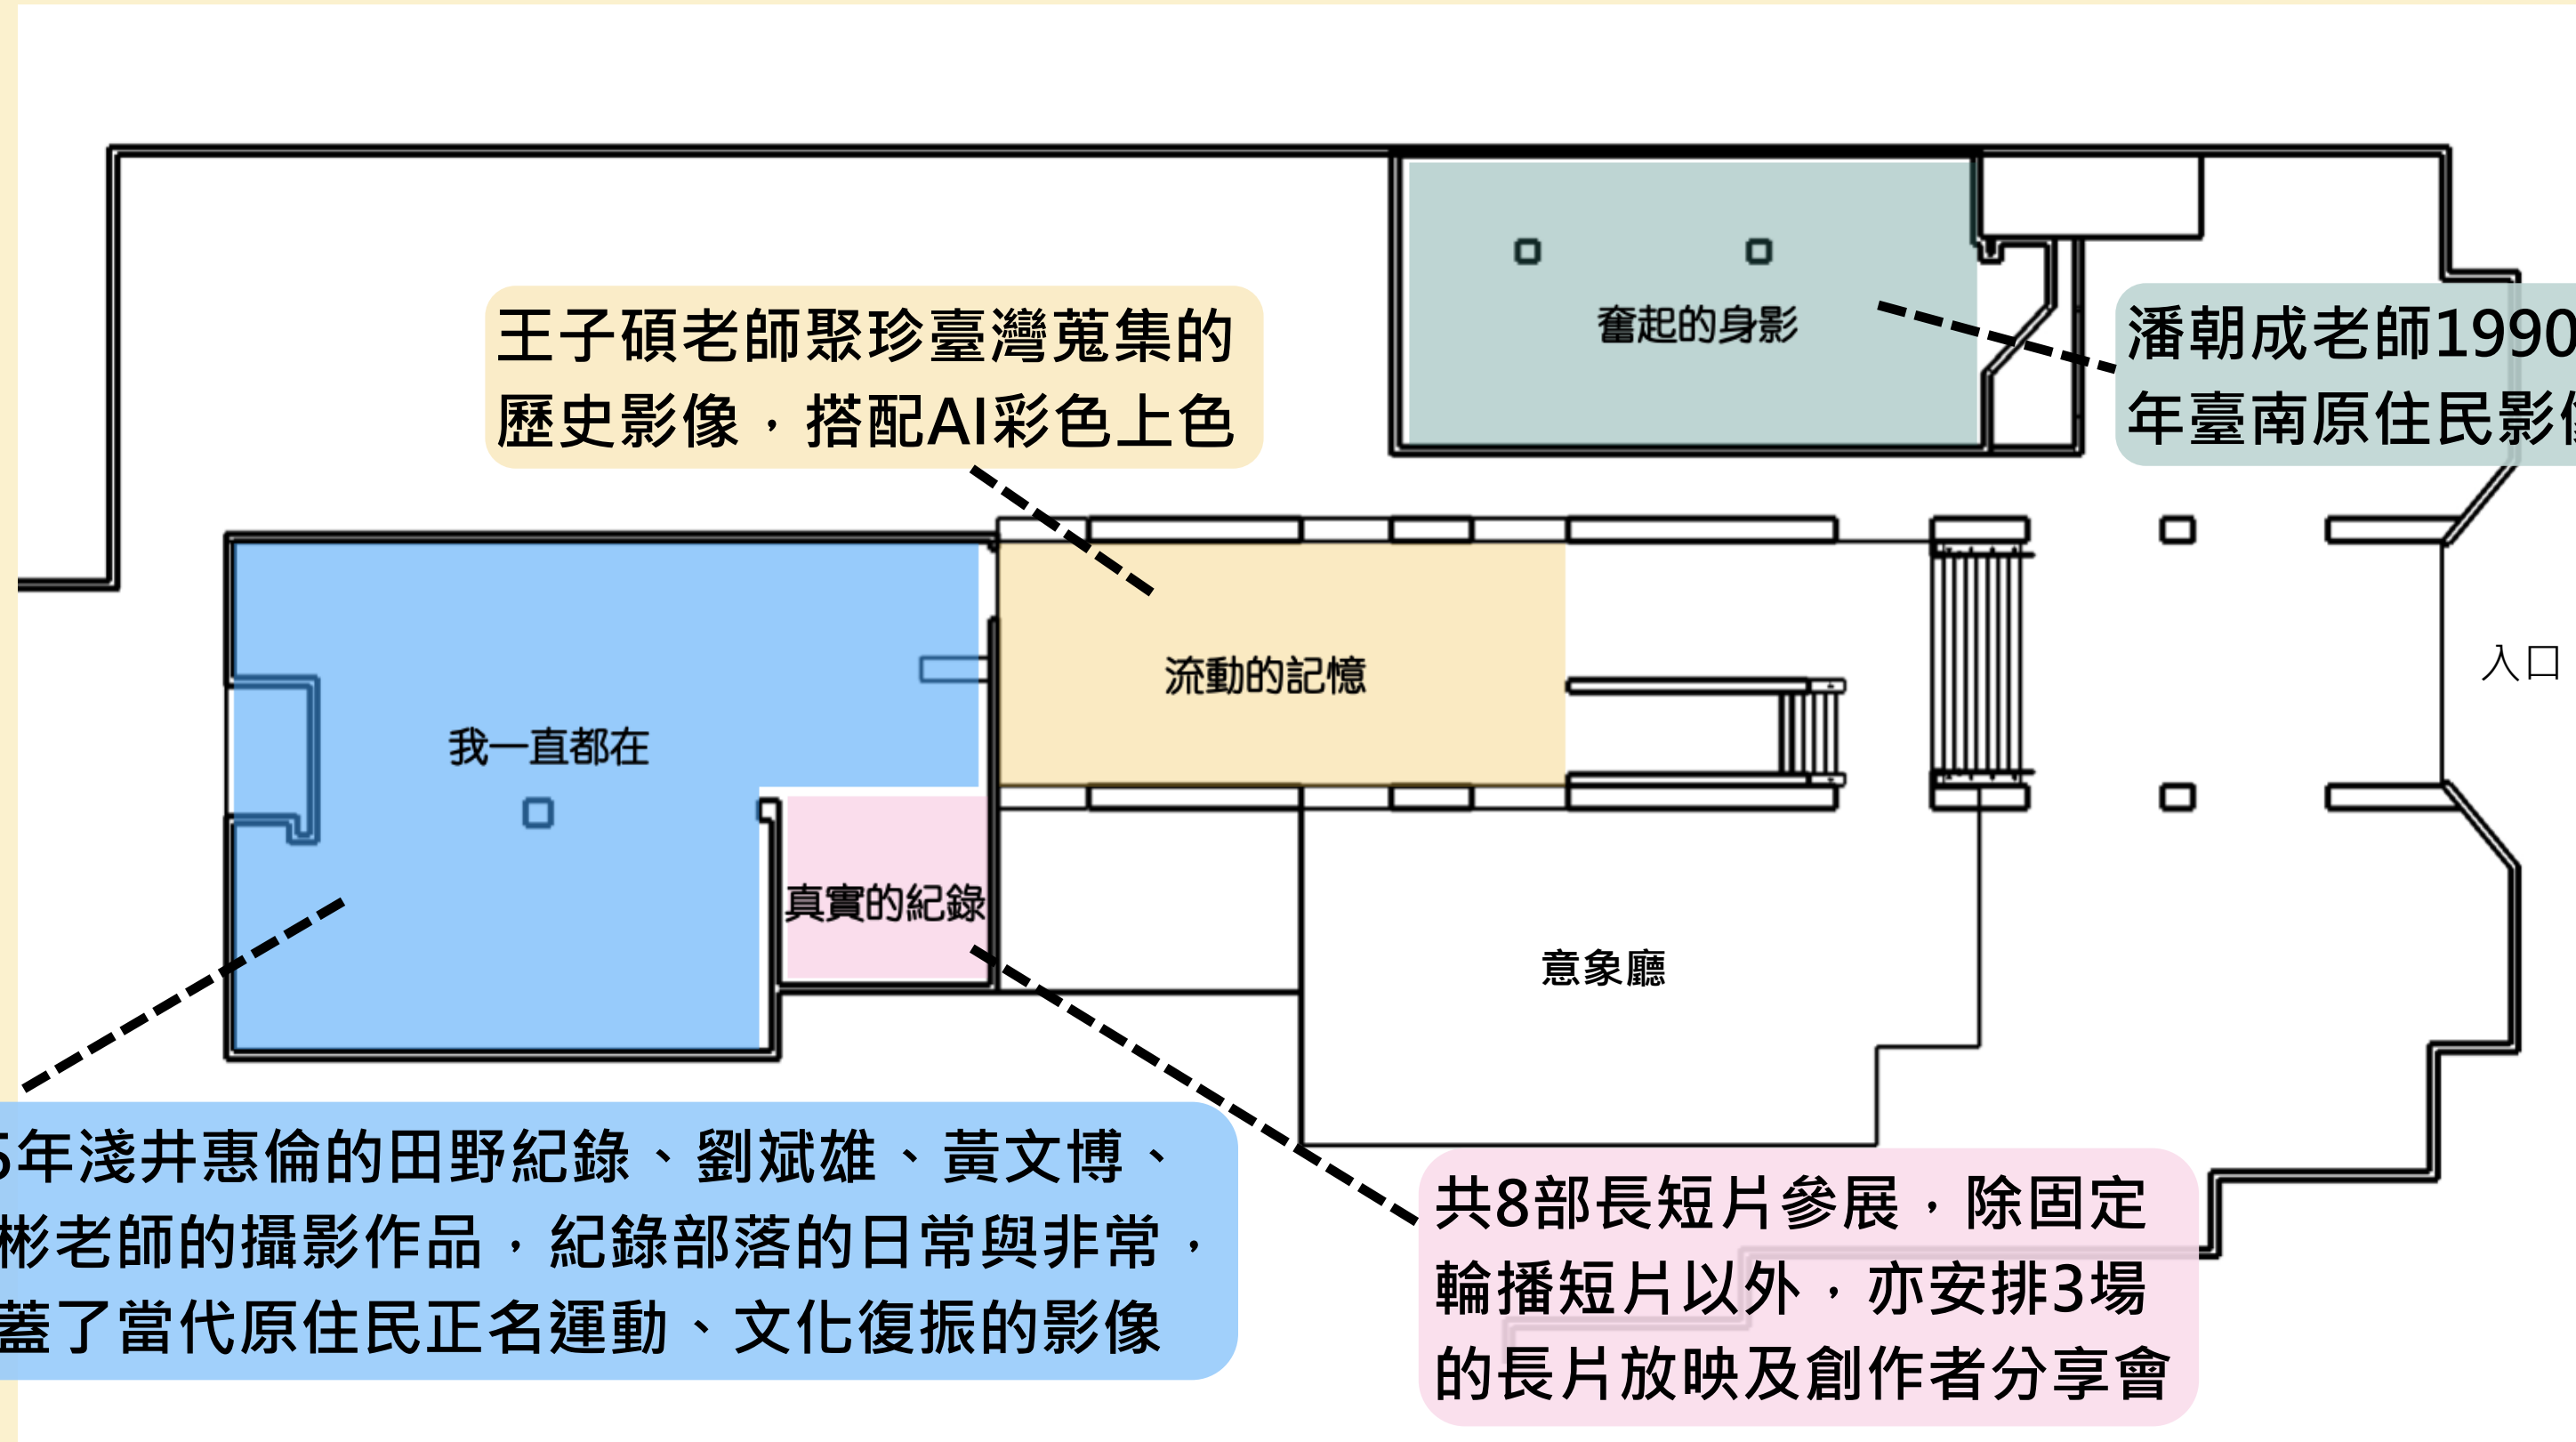 王子碩老師聚珍臺灣蒐集的
歷史影像，搭配AI彩色上色
奮起的身影
潘朝成老師1990
年臺南原住民影像
流動的記憶
入口
我一直都在
真實的紀錄
意象廳
5年淺井惠倫的田野紀錄、劉斌雄、黃文博、
彬老師的攝影作品，紀錄部落的日常與非常，
蓋了當代原住民正名運動、文化復振的影像
共8部長短片參展，除固定
輪播短片以外，亦安排3場
的長片放映及創作者分享會